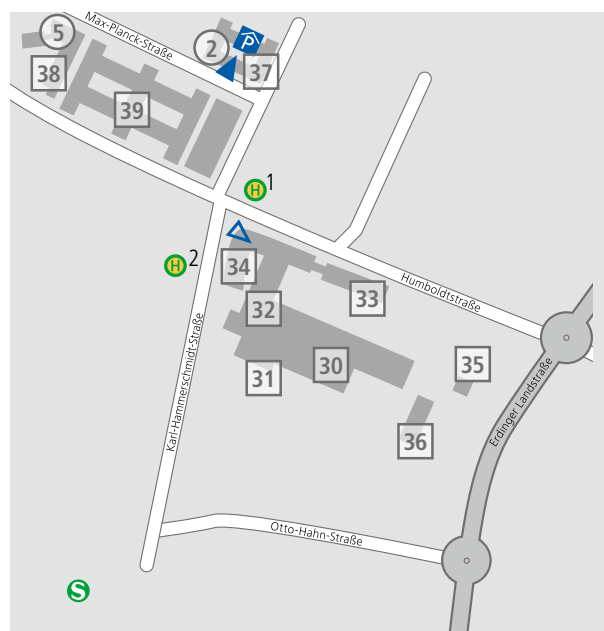 Max-Planck-Straße
5
2
P
38
37
39
H 1
34
H 2
Humboldtstraße
32
33
Karl-Hammerschmidt-Straße
30
35
31
Erdinger Landstraße
36
Otto-Hahn-Straße
S